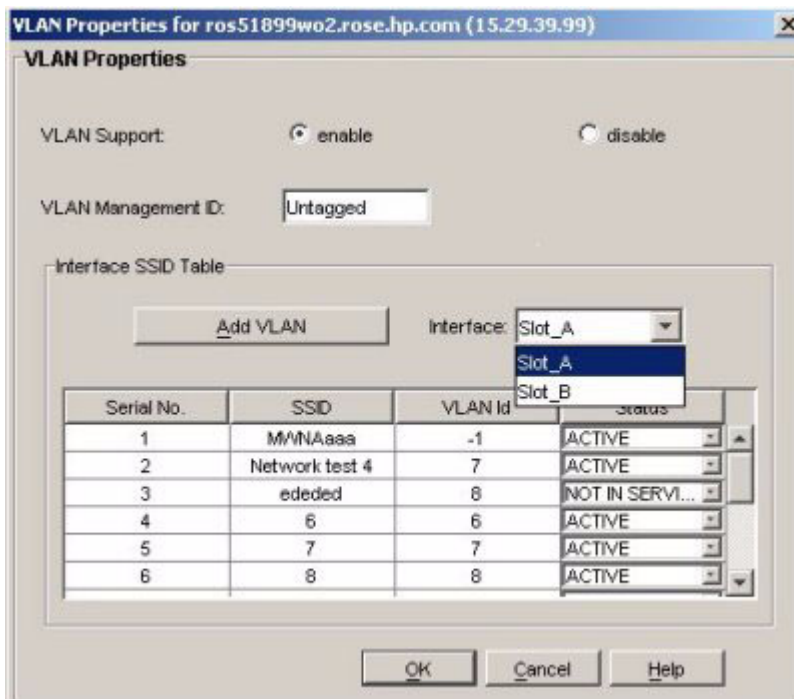 VLAN Properties for ros51899wo2.rose.hp.com (15.29.39.99)
VLAN Properties
VLAN Support: enable disable
VLAN Management ID: Untagged
Interface SSID Table
Add VLAN Interface: Slot_A
Slot_A
Slot_B
Serial No. SSID VLAN Id Status
1 MWNAaaa -1 ACTIVE
2 Network test 4 7 ACTIVE
3 ededed 8 NOT IN SERVI...
4 6 6 ACTIVE
5 7 7 ACTIVE
6 8 8 ACTIVE
OK Cancel Help